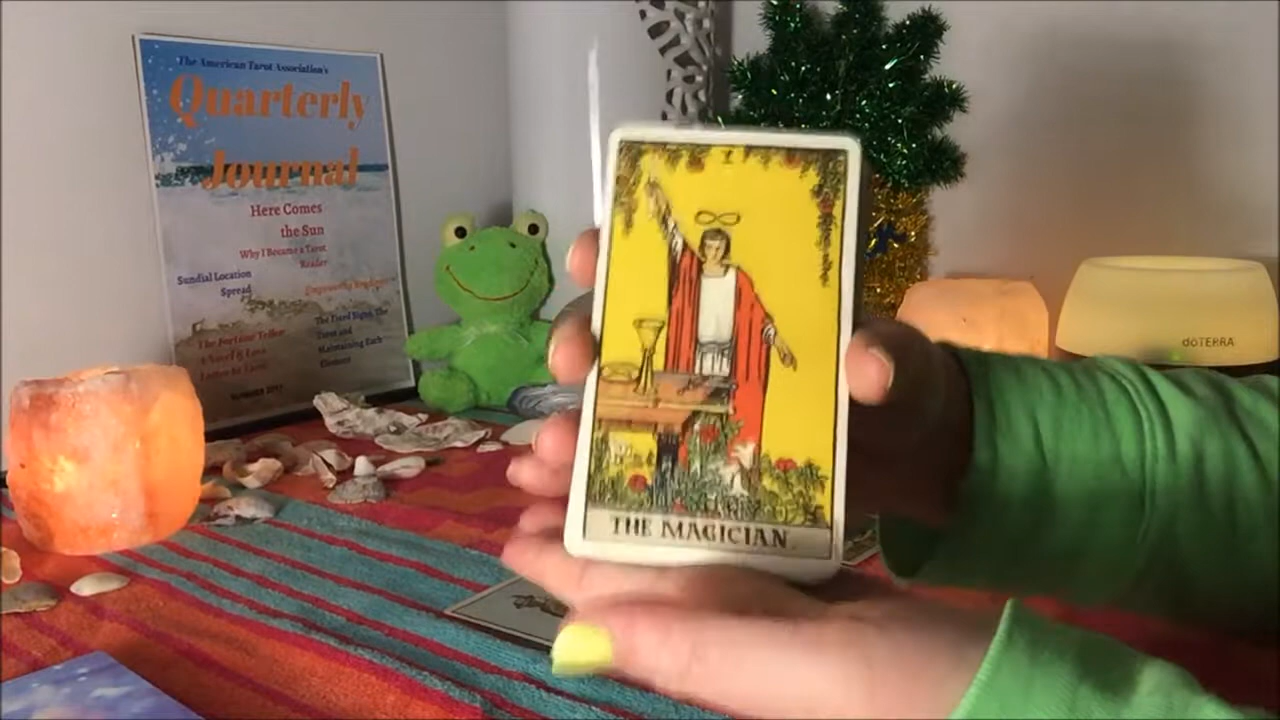 The American Tarot Association's
Quarterly
Journal
Here Comes
the Sun
Why I Became a Tarot
Reader
Sundial Location
Spread
The Fortune Teller
The Fixed Signs, The
Tarot and
Maintaining Each
Element
I
THE MAGICIAN.
dōTERRA